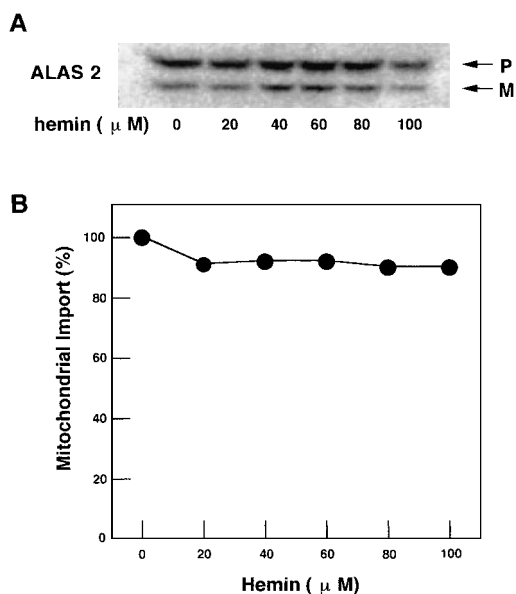 A
ALAS 2
P
M
hemin ( μ M) 0 20 40 60 80 100
B
Mitochondrial Import (%)
100
80
60
40
20
0 20 40 60 80 100
Hemin ( μ M)